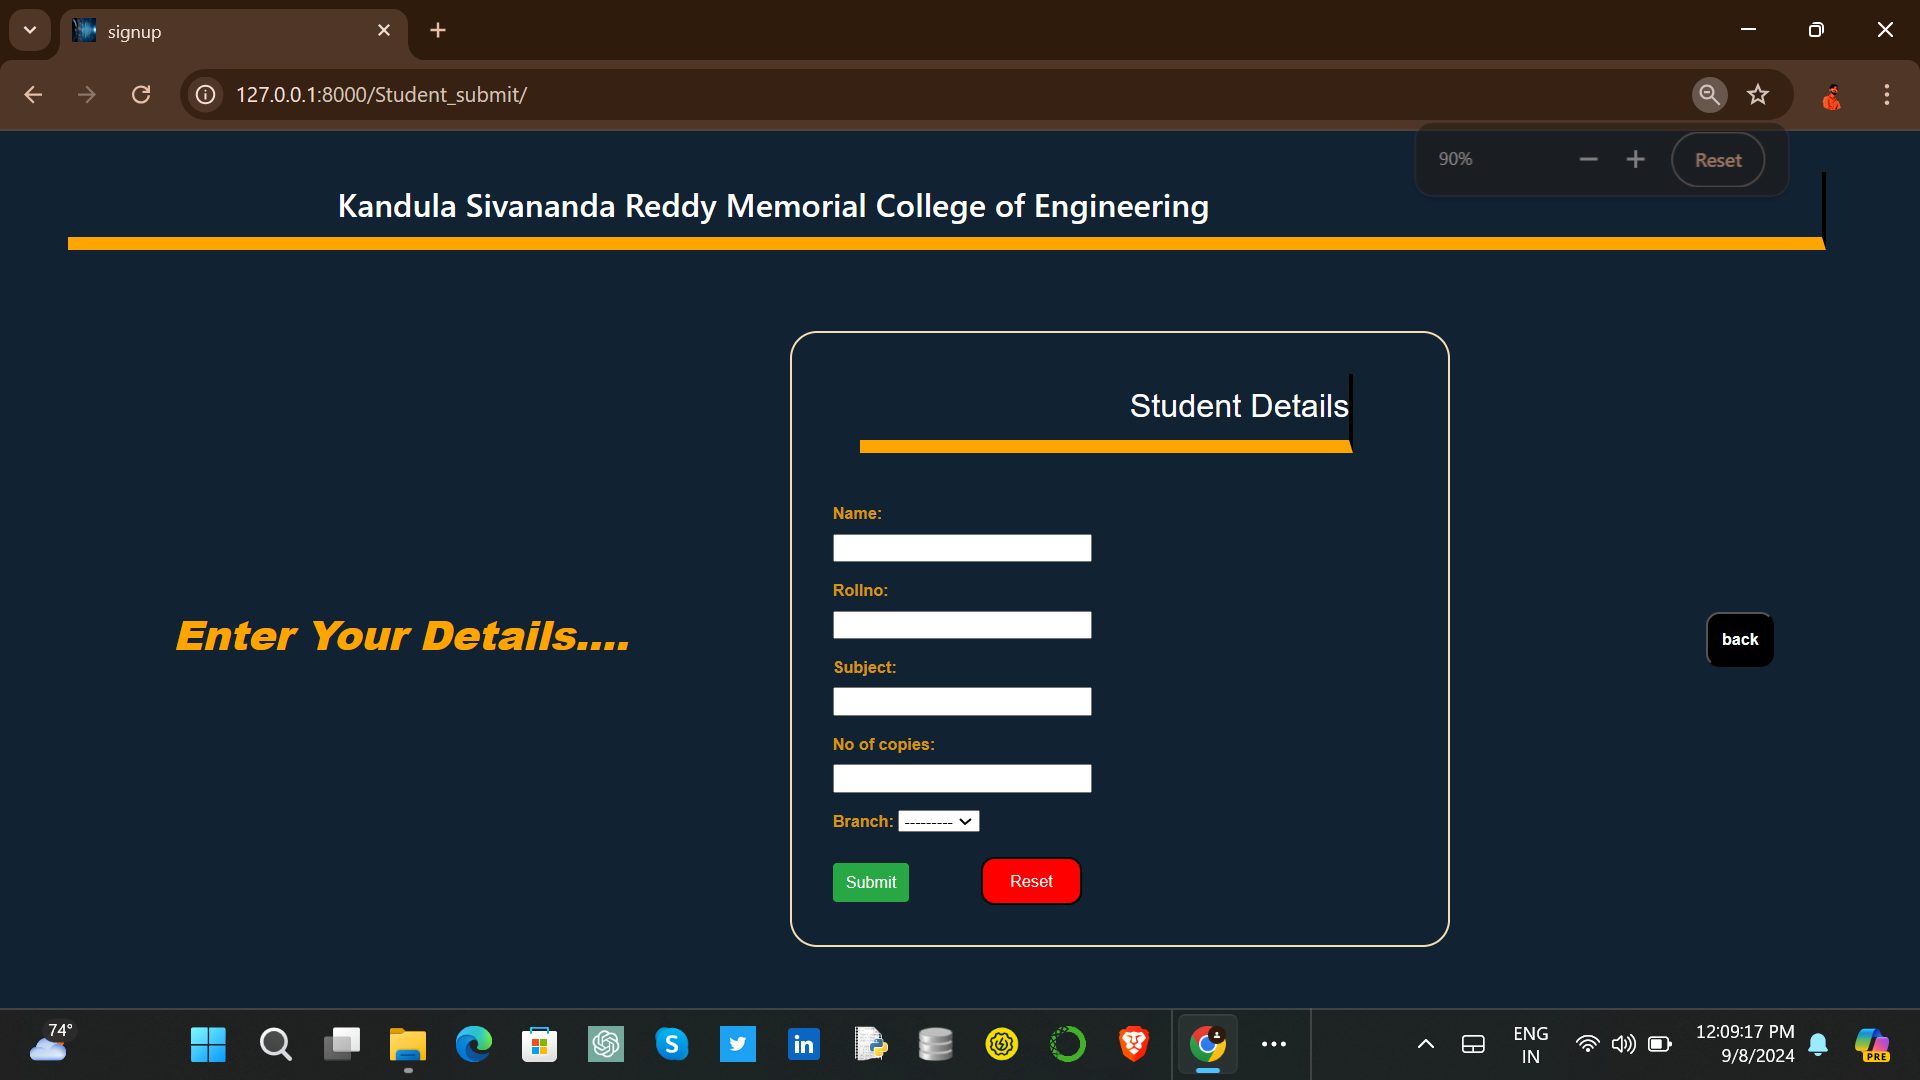 signup
127.0.0.1:8000/Student_submit/
90%
Reset
Kandula Sivananda Reddy Memorial College of Engineering
Student Details
Name:
Rollno:
Enter Your Details....
back
Subject:
No of copies:
Branch: ---------
Submit
Reset
74°
in
ENG
IN
12:09:17 PM
9/8/2024
PRE